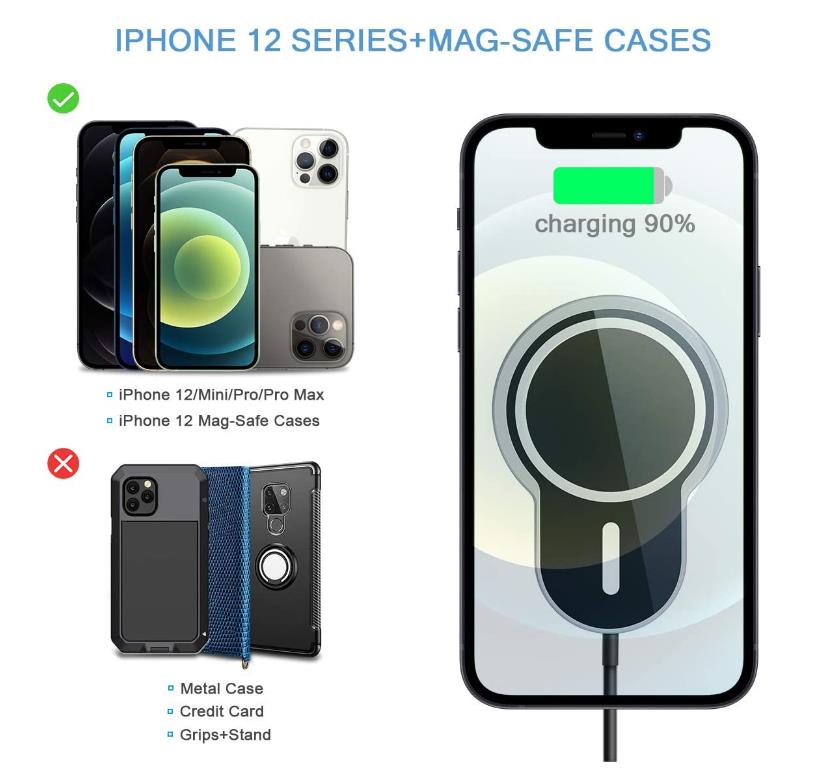 IPHONE 12 SERIES+MAG-SAFE CASES
charging 90%
iPhone 12/Mini/Pro/Pro Max
iPhone 12 Mag-Safe Cases
Metal Case
Credit Card
Grips+Stand